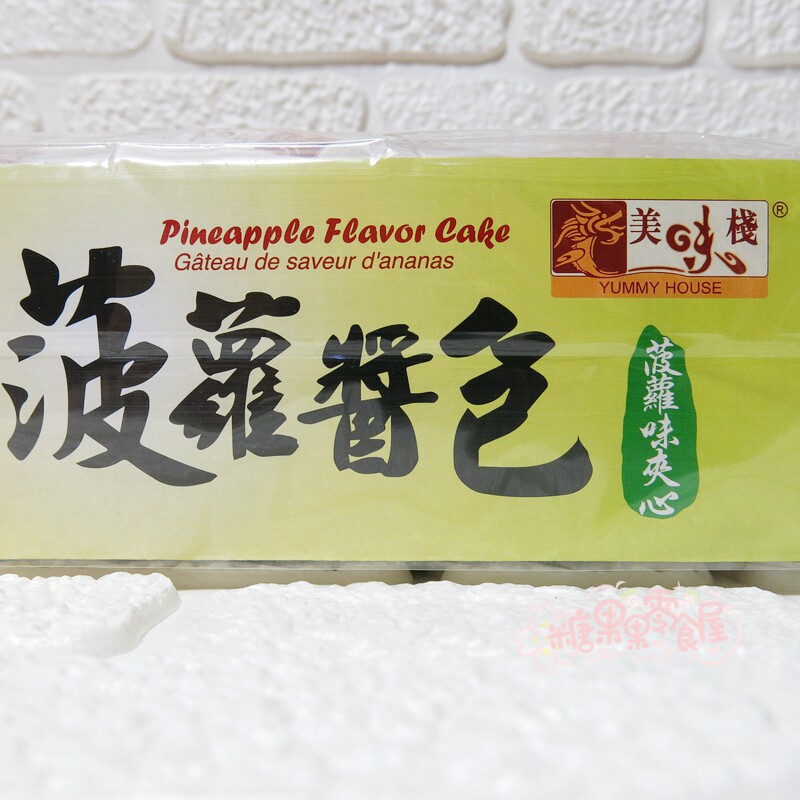 Pineapple Flavor Cake
Gâteau de saveur d'ananas
美味棧®
YUMMY HOUSE
菠蘿醬包
菠蘿味夾心
糖果果零食屋